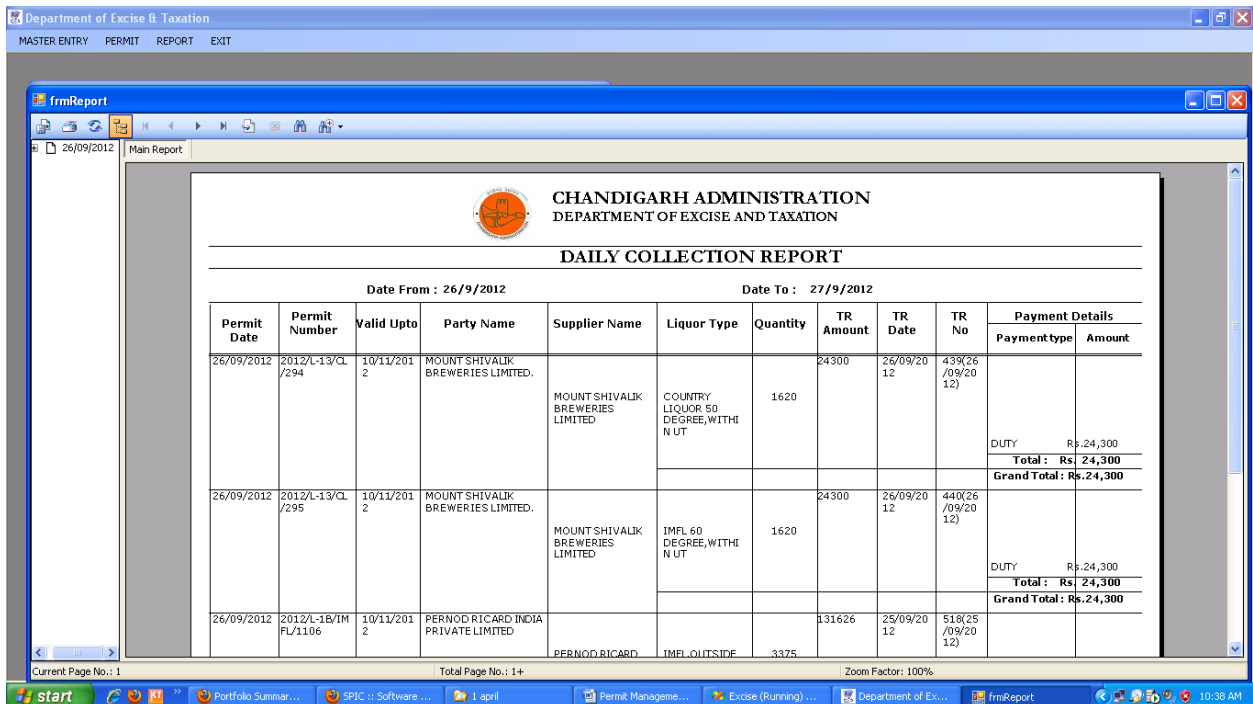 Department of Excise & Taxation
MASTER ENTRY PERMIT REPORT EXIT
frmReport
26/09/2012 Main Report
CHANDIGARH ADMINISTRATION
DEPARTMENT OF EXCISE AND TAXATION
DAILY COLLECTION REPORT
Date From : 26/9/2012 Date To : 27/9/2012
Permit Date Permit Number Valid Upto Party Name Supplier Name Liquor Type Quantity TR Amount TR Date TR No Payment Details
Payment type Amount
26/09/2012 2012/L-13/CL MOUNT SHIVALIK 24300 26/09/20 439(26
/294 10/11/201 BREWERIES LIMITED. 12 /09/20
2 12)
MOUNT SHIVALIK COUNTRY 1620
BREWERIES LIQUOR 50
LIMITED DEGREE,WITHI
N UT
DUTY Rs.24,300
Total : Rs. 24,300
Grand Total : Rs.24,300
26/09/2012 2012/L-13/CL 10/11/201 MOUNT SHIVALIK 24300 26/09/20 440(26
/295 2 BREWERIES LIMITED. 12 /09/20
12)
MOUNT SHIVALIK IMFL 60 1620
BREWERIES DEGREE,WITHI
LIMITED N UT
DUTY Rs.24,300
Total : Rs. 24,300
Grand Total : Rs.24,300
26/09/2012 2012/L-1B/IM 10/11/201 PERNOD RICARD INDIA 131626 25/09/20 518(25
FL/1106 2 PRIVATE LIMITED 12 /09/20
12)
PERNOD RICARD IMFL,OUTSIDE 3375
Current Page No.: 1 Total Page No.: 1+ Zoom Factor: 100%
start Portfolio Summar... SPIC :: Software ... 1 april Permit Manageme... Excise (Running) ... Department of Ex... frmReport 10:38 AM